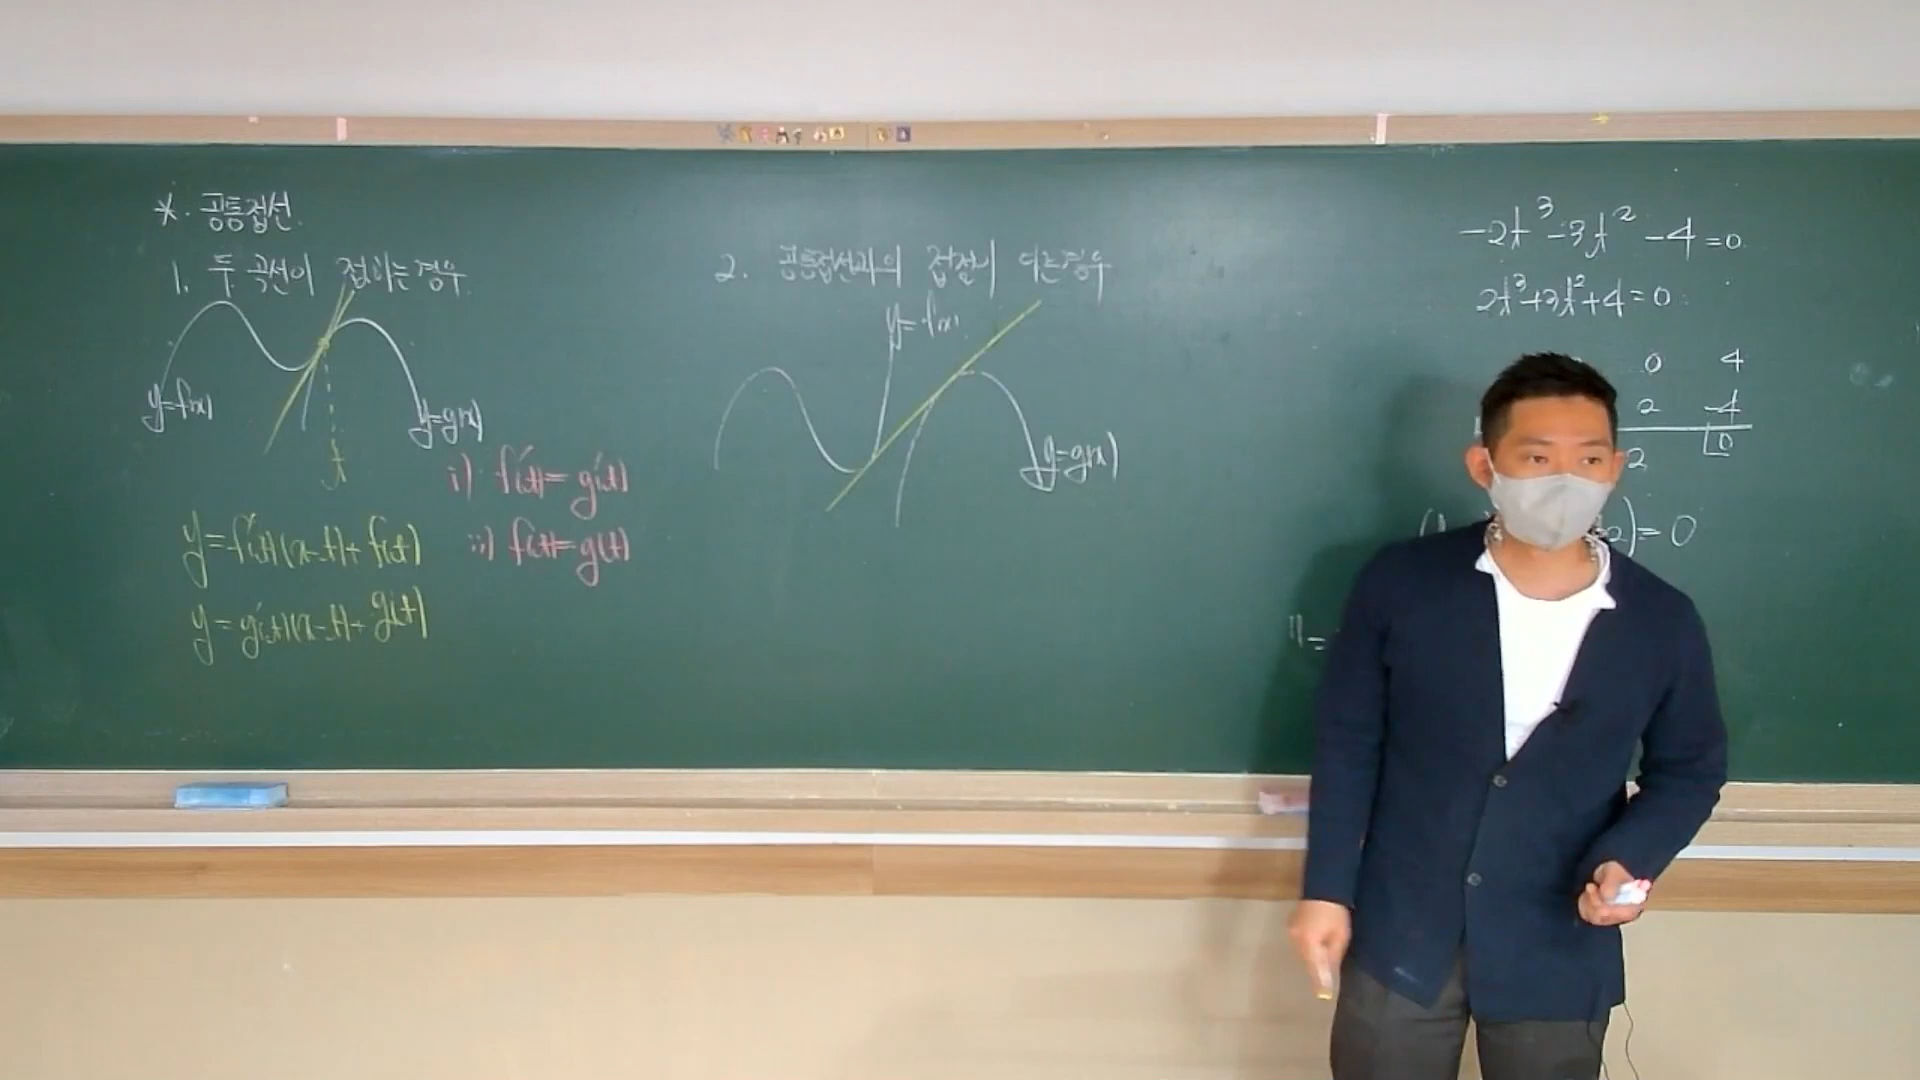 *. 공통접선.
1. 두 곡선이 접하는경우.
y=f(x)
y=g(x)
t
i) f'(t)=g'(t)
ii) f(t)=g(t)
y=f'(t)(x-t)+f(t)
y=g'(t)(x-t)+g(t)
2. 공통접선과의 접점이 다른경우
y=f(x)
y=g(x)
-2t³-3t²-4=0
2t³+3t²+4=0
0 4
2 -4
2 0
2)=0